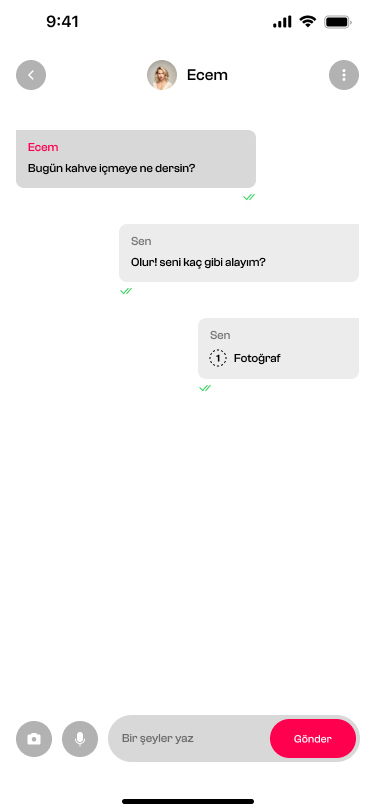 9:41
Ecem
Ecem
Bugün kahve içmeye ne dersin?
Sen
Olur! seni kaç gibi alayım?
Sen
1 Fotoğraf
Bir şeyler yaz
Gönder